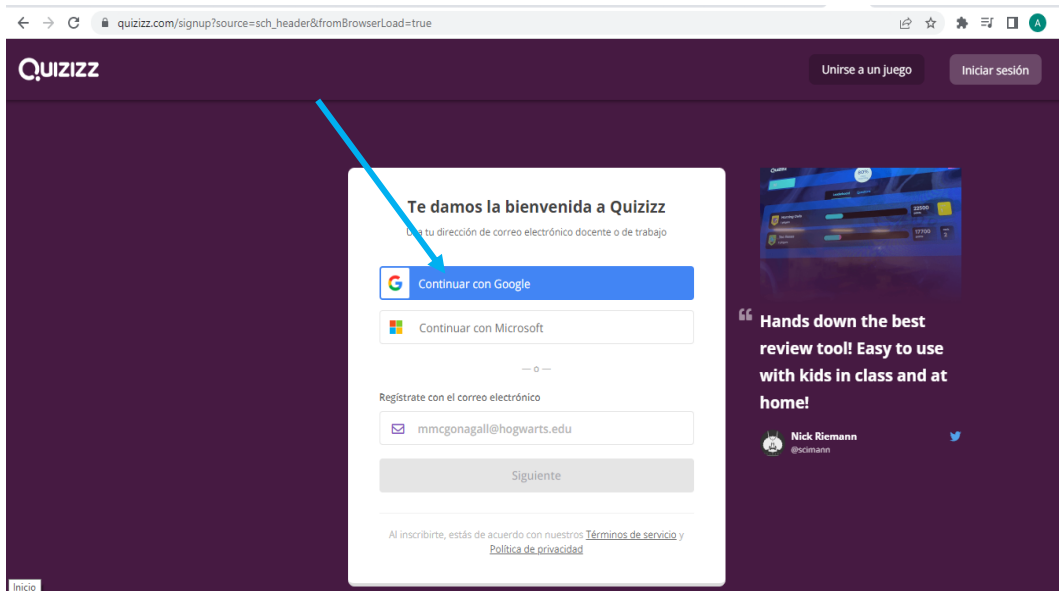 quizizz.com/signup?source=sch_header&fromBrowserLoad=true
A
QUIZIZZ
Unirse a un juego
Iniciar sesión
Te damos la bienvenida a Quizizz
tu dirección de correo electrónico docente o de trabajo
G Continuar con Google
Continuar con Microsoft
— o —
Regístrate con el correo electrónico
mmcgonagall@hogwarts.edu
Siguiente
Al inscribirte, estás de acuerdo con nuestros Términos de servicio y
Política de privacidad
“ Hands down the best
review tool! Easy to use
with kids in class and at
home!
Nick Riemann
@scimann
Inicio